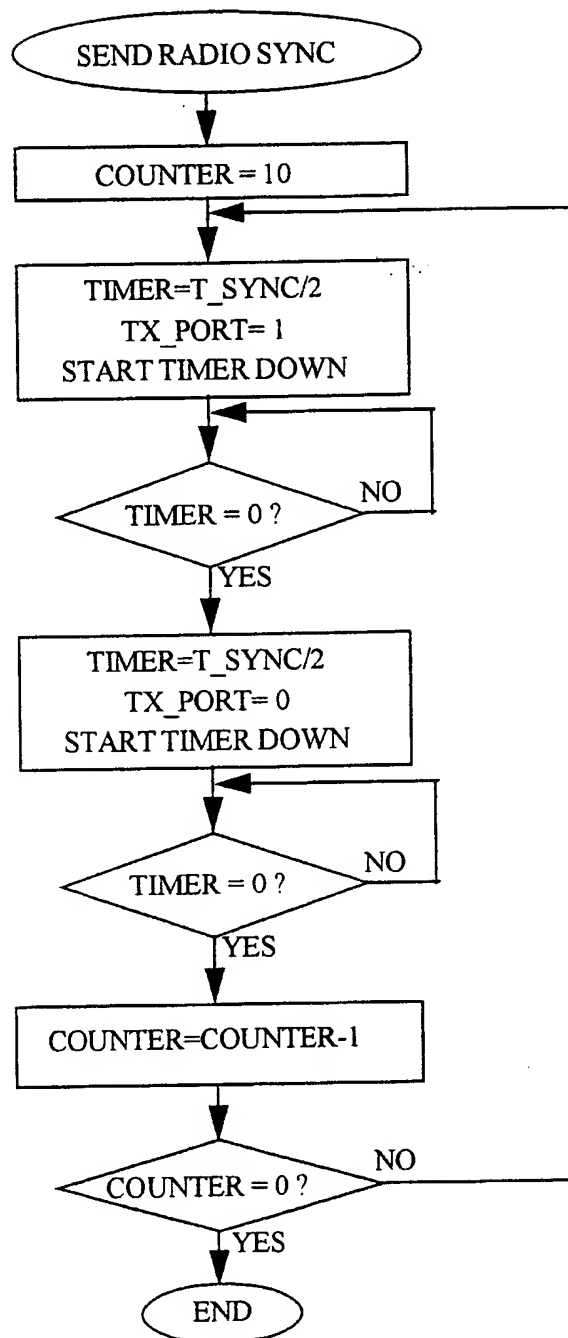 SEND RADIO SYNC
COUNTER = 10
TIMER=T_SYNC/2
TX_PORT= 1
START TIMER DOWN
TIMER = 0 ?
NO
YES
TIMER=T_SYNC/2
TX_PORT= 0
START TIMER DOWN
TIMER = 0 ?
NO
YES
COUNTER=COUNTER-1
COUNTER = 0 ?
NO
YES
END